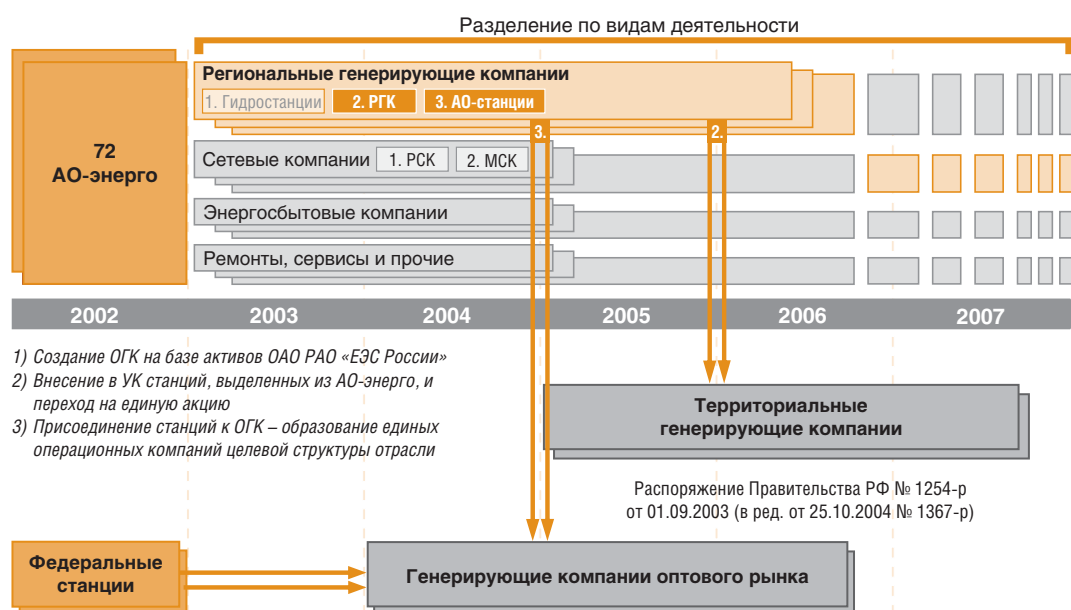 Разделение по видам деятельности
72
АО-энерго
Региональные генерирующие компании
1. Гидростанции
2. РГК
3. АО-станции
3.
2.
Сетевые компании
1. РСК
2. МСК
Энергосбытовые компании
Ремонты, сервисы и прочие
2002
2003
2004
2005
2006
2007
1) Создание ОГК на базе активов ОАО РАО «ЕЭС России»
2) Внесение в УК станций, выделенных из АО-энерго, и
переход на единую акцию
3) Присоединение станций к ОГК – образование единых
операционных компаний целевой структуры отрасли
Территориальные
генерирующие компании
Распоряжение Правительства РФ № 1254-р
от 01.09.2003 (в ред. от 25.10.2004 № 1367-р)
Федеральные
станции
Генерирующие компании оптового рынка